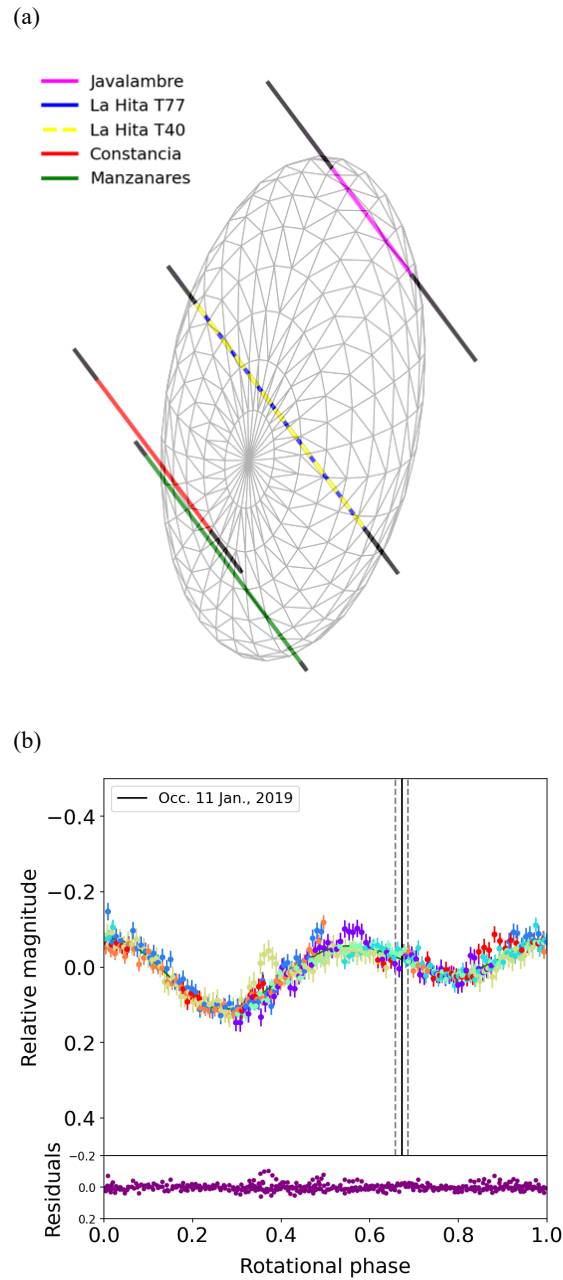 (a)
Javalambre
La Hita T77
La Hita T40
Constancia
Manzanares
(b)
Occ. 11 Jan., 2019
−0.4
−0.2
0.0
0.2
0.4
Relative magnitude
−0.2
0.0
0.2
Residuals
0.0 0.2 0.4 0.6 0.8 1.0
Rotational phase